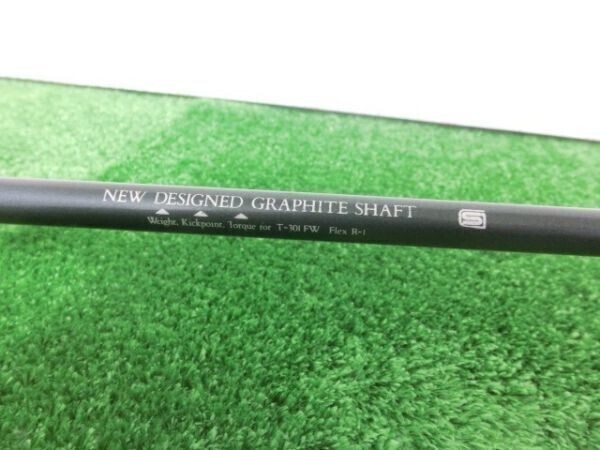 NEW DESIGNED GRAPHITE SHAFT
Weight, Kickpoint, Torque for T-301 FW Flex R-1